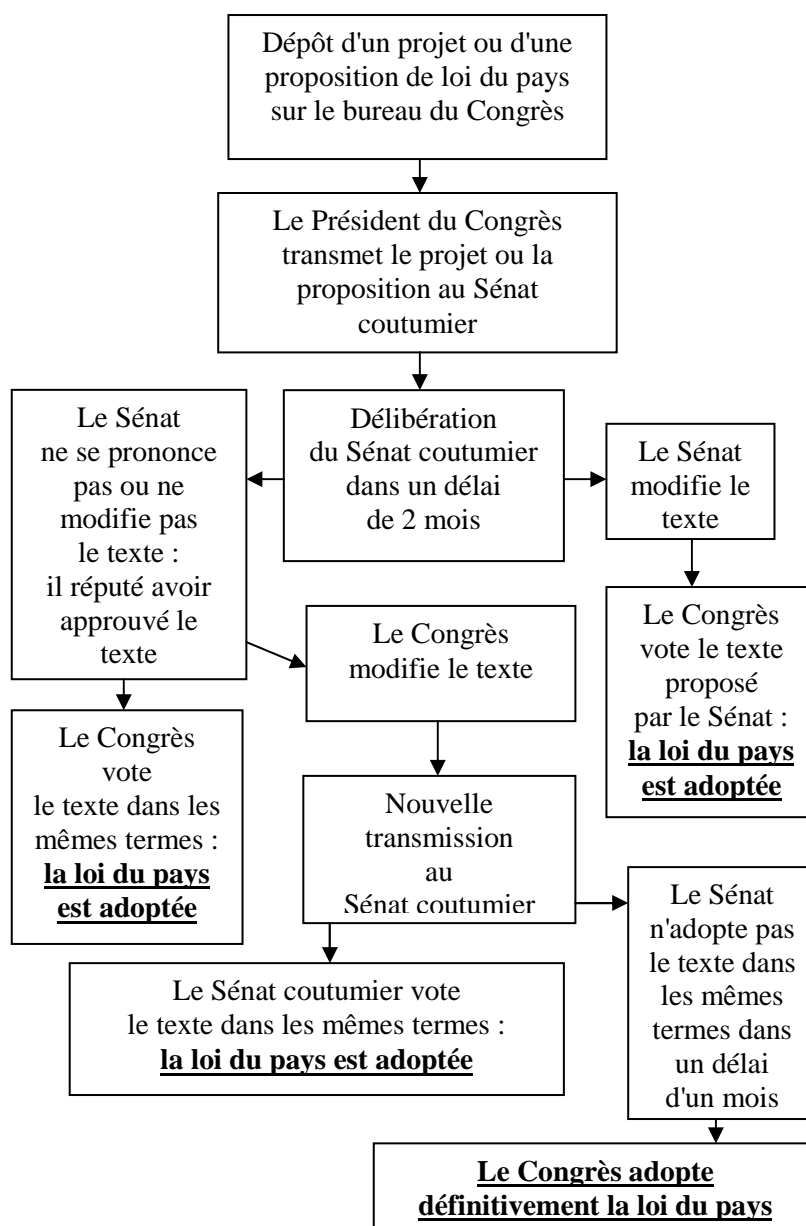 Dépôt d'un projet ou d'une
proposition de loi du pays
sur le bureau du Congrès
Le Président du Congrès
transmet le projet ou la
proposition au Sénat
coutumier
Délibération
du Sénat coutumier
dans un délai
de 2 mois
Le Sénat
ne se prononce
pas ou ne
modifie pas
le texte :
il réputé avoir
approuvé le
texte
Le Sénat
modifie le
texte
Le Congrès
vote le texte
proposé
par le Sénat :
la loi du pays
est adoptée
Le Congrès
modifie le texte
Le Congrès
vote
le texte dans les
mêmes termes :
la loi du pays
est adoptée
Nouvelle
transmission
au
Sénat coutumier
Le Sénat
n'adopte pas
le texte dans
les mêmes
termes dans
un délai
d'un mois
Le Sénat coutumier vote
le texte dans les mêmes termes :
la loi du pays est adoptée
Le Congrès adopte
définitivement la loi du pays